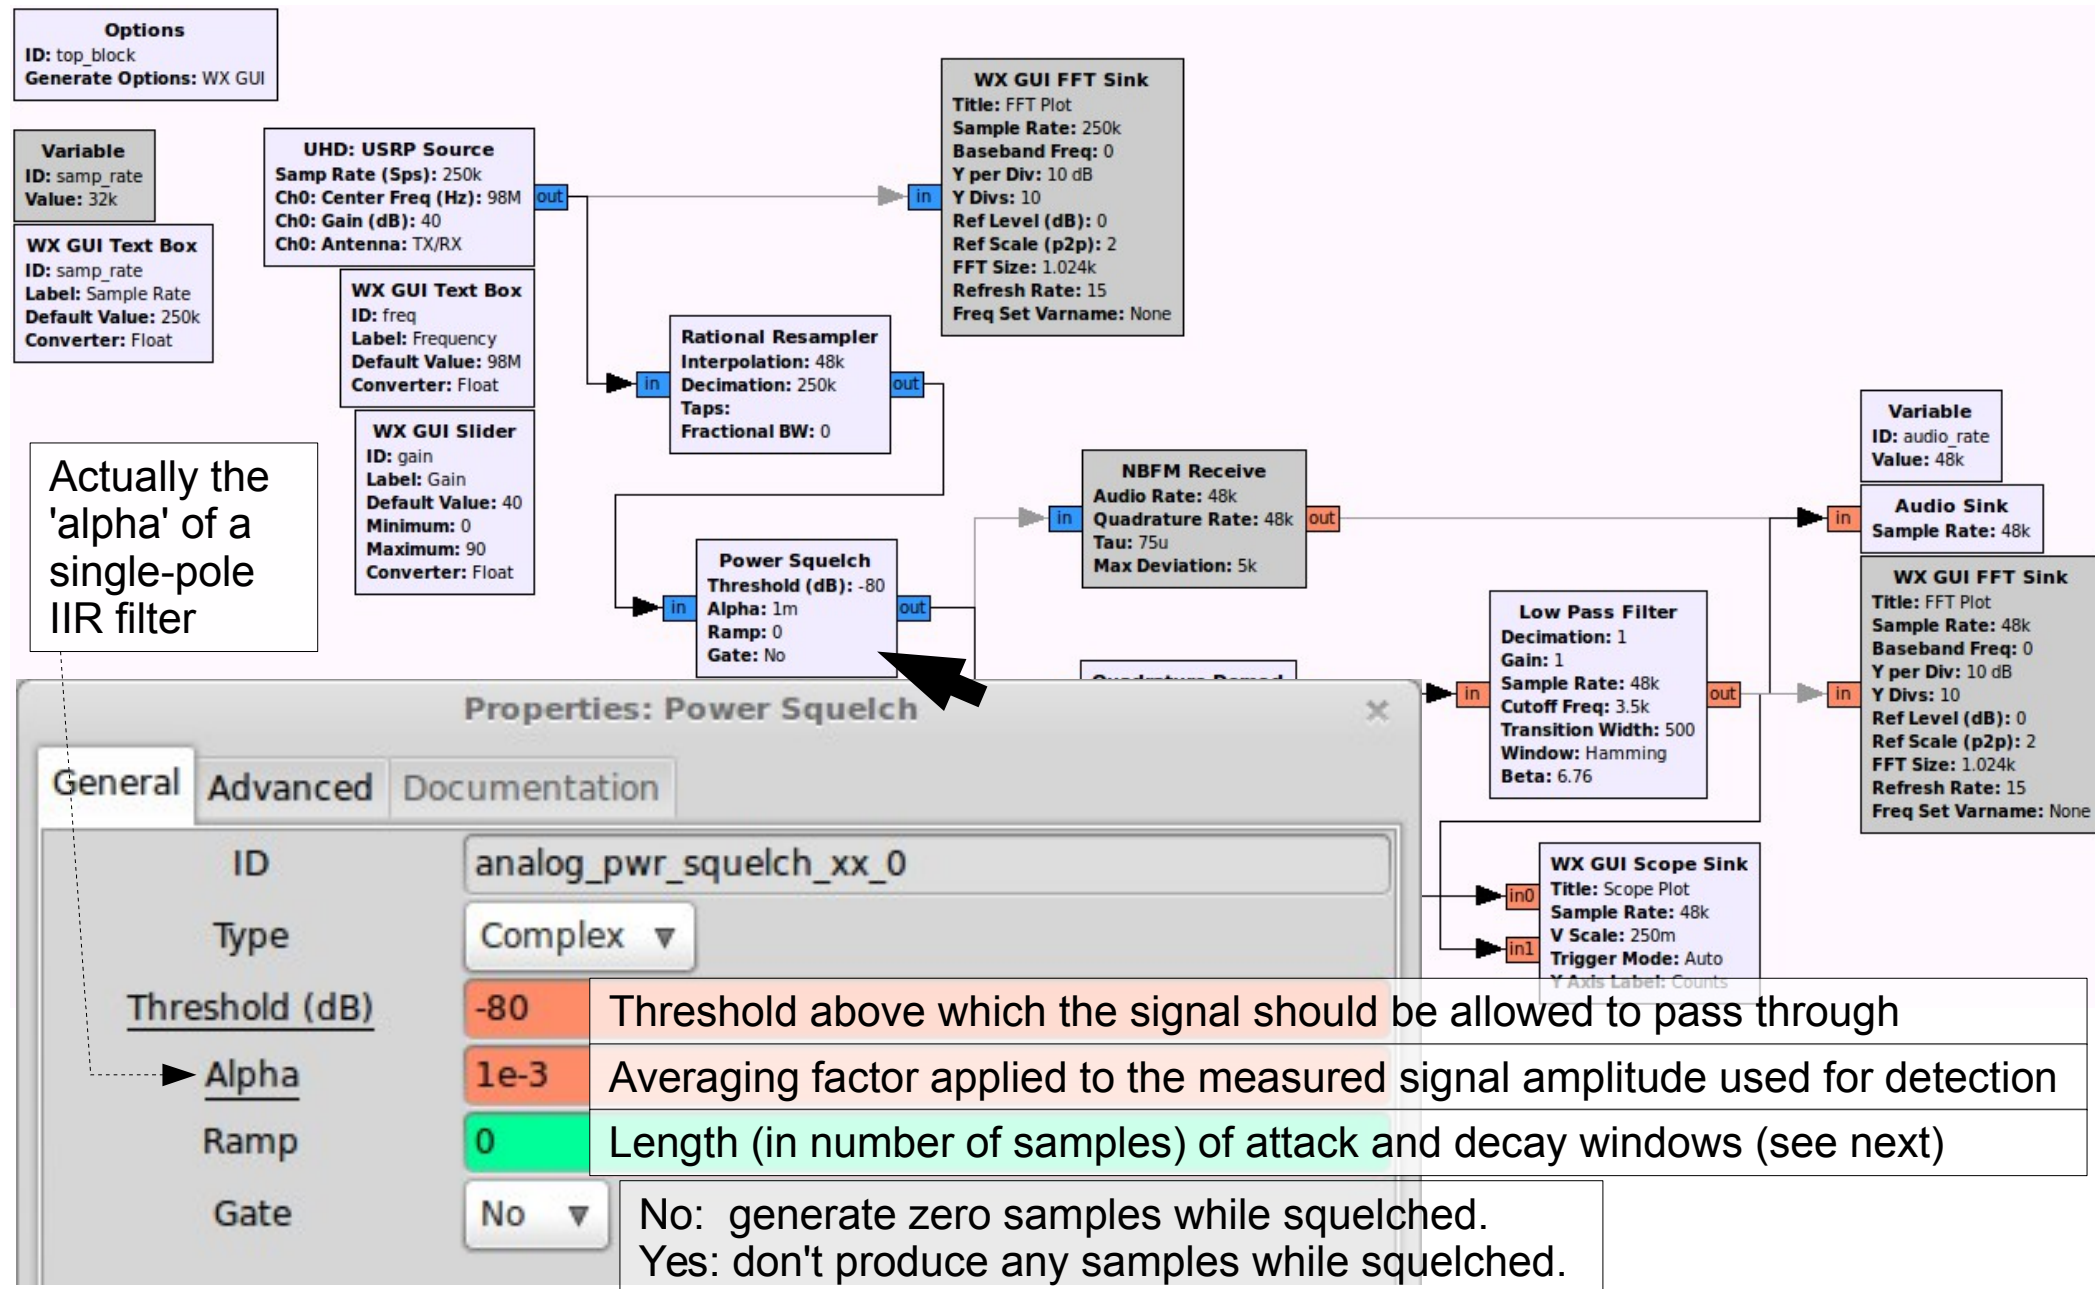 Options
ID: top_block
Generate Options: WX GUI
Variable
ID: samp_rate
Value: 32k
WX GUI Text Box
ID: samp_rate
Label: Sample Rate
Default Value: 250k
Converter: Float
UHD: USRP Source
Samp Rate (Sps): 250k
Ch0: Center Freq (Hz): 98M
Ch0: Gain (dB): 40
Ch0: Antenna: TX/RX
out
WX GUI Text Box
ID: freq
Label: Frequency
Default Value: 98M
Converter: Float
WX GUI Slider
ID: gain
Label: Gain
Default Value: 40
Minimum: 0
Maximum: 90
Converter: Float
in
WX GUI FFT Sink
Title: FFT Plot
Sample Rate: 250k
Baseband Freq: 0
Y per Div: 10 dB
Y Divs: 10
Ref Level (dB): 0
Ref Scale (p2p): 2
FFT Size: 1.024k
Refresh Rate: 15
Freq Set Varname: None
in
Rational Resampler
Interpolation: 48k
Decimation: 250k
Taps:
Fractional BW: 0
out
in
Power Squelch
Threshold (dB): -80
Alpha: 1m
Ramp: 0
Gate: No
out
in
NBFM Receive
Audio Rate: 48k
Quadrature Rate: 48k
Tau: 75u
Max Deviation: 5k
out
Quadrature Demod
in
Low Pass Filter
Decimation: 1
Gain: 1
Sample Rate: 48k
Cutoff Freq: 3.5k
Transition Width: 500
Window: Hamming
Beta: 6.76
out
Variable
ID: audio_rate
Value: 48k
in
Audio Sink
Sample Rate: 48k
in
WX GUI FFT Sink
Title: FFT Plot
Sample Rate: 48k
Baseband Freq: 0
Y per Div: 10 dB
Y Divs: 10
Ref Level (dB): 0
Ref Scale (p2p): 2
FFT Size: 1.024k
Refresh Rate: 15
Freq Set Varname: None
in0
in1
WX GUI Scope Sink
Title: Scope Plot
Sample Rate: 48k
V Scale: 250m
Trigger Mode: Auto
Y Axis Label: Counts
Actually the
'alpha' of a
single-pole
IIR filter
Properties: Power Squelch
×
General Advanced Documentation
ID analog_pwr_squelch_xx_0
Type Complex
Threshold (dB) -80 Threshold above which the signal should be allowed to pass through
Alpha 1e-3 Averaging factor applied to the measured signal amplitude used for detection
Ramp 0 Length (in number of samples) of attack and decay windows (see next)
Gate No No: generate zero samples while squelched.
Yes: don't produce any samples while squelched.